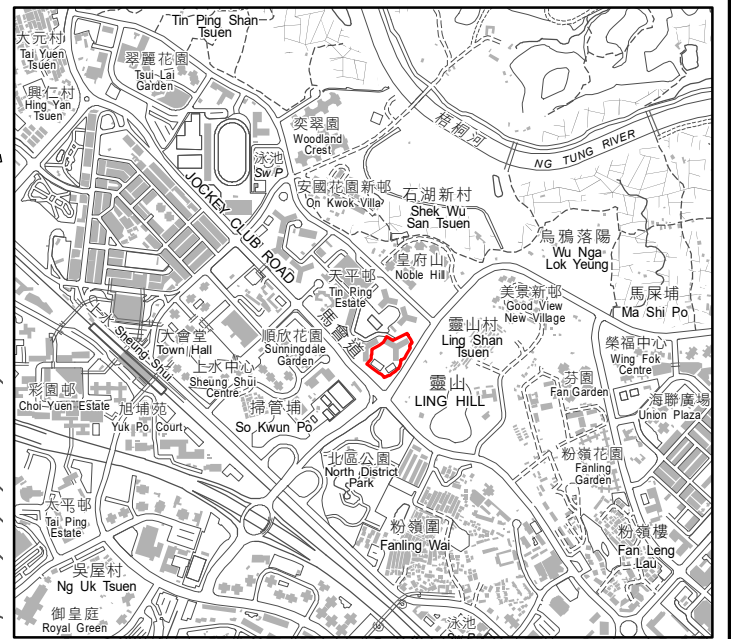 Tin Ping Shan
Tsuen
大元村
Tai Yuen
Tsuen
翠麗花園
Tsui Lai
Garden
興仁村
Hing Yan
Tsuen
奕翠園
Woodland
Crest
泳池
Sw P
梧桐河
NG TUNG RIVER
安國花園新邨
On Kwok Villa
石湖新村
Shek Wu
San Tsuen
JOCKEY CLUB ROAD
馬會道
烏鴉落陽
Wu Nga
Lok Yeung
皇府山
Noble Hill
天平邨
Tin Ping
Estate
美景新邨
Good View
New Village
馬屎埔
Ma Shi Po
上水
Sheung Shui
大會堂
Town Hall
順欣花園
Sunningdale
Garden
靈山村
Ling Shan
Tsuen
榮福中心
Wing Fok
Centre
上水中心
Sheung Shui
Centre
彩園邨
Choi Yuen Estate
旭埔苑
Yuk Po Court
掃管埔
So Kwun Po
靈山
LING HILL
芬園
Fan Garden
海聯廣場
Union Plaza
北區公園
North District
Park
粉嶺花園
Fanling
Garden
太平邨
Tai Ping
Estate
粉嶺圍
Fanling Wai
粉嶺樓
Fan Leng
Lau
吳屋村
Ng Uk Tsuen
御皇庭
Royal Green
泳池